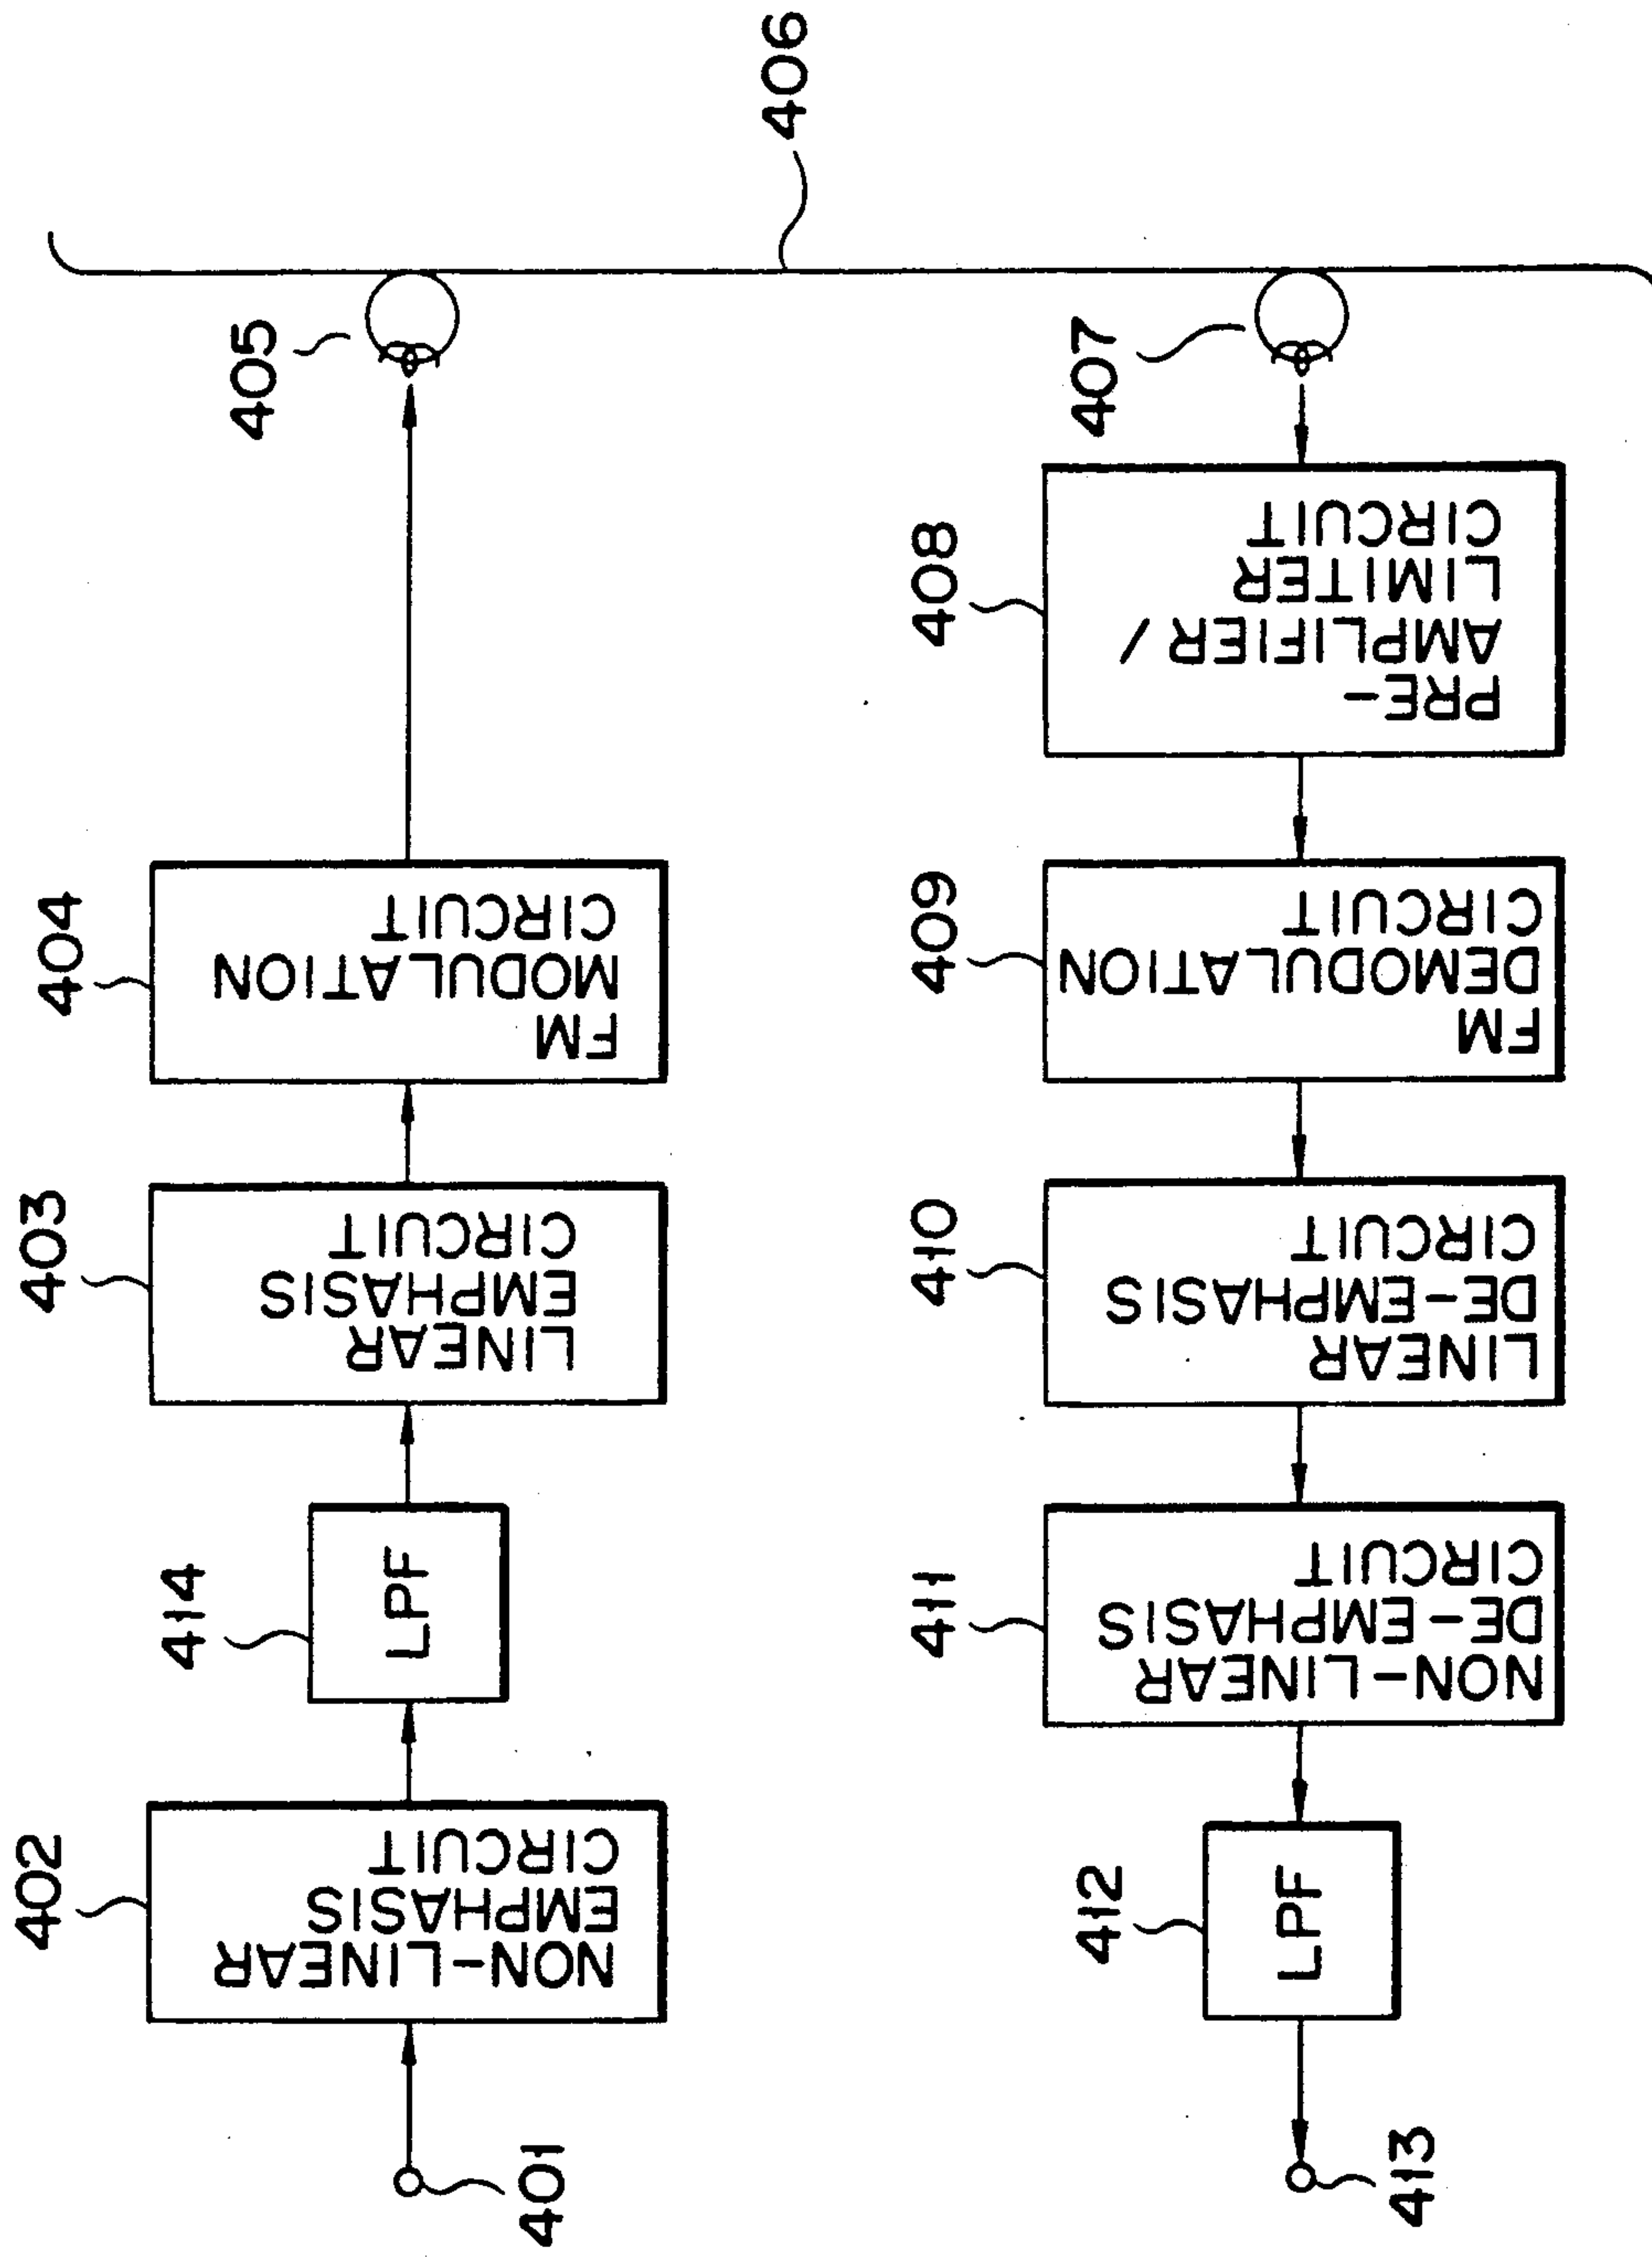 401
402
NON-LINEAR
EMPHASIS
CIRCUIT
414
LPF
403
LINEAR
EMPHASIS
CIRCUIT
404
FM
MODULATION
CIRCUIT
405
406
407
408
PRE-
AMPLIFIER/
LIMITER
CIRCUIT
409
FM
DEMODULATION
CIRCUIT
410
LINEAR
DE-EMPHASIS
CIRCUIT
411
NON-LINEAR
DE-EMPHASIS
CIRCUIT
412
LPF
413